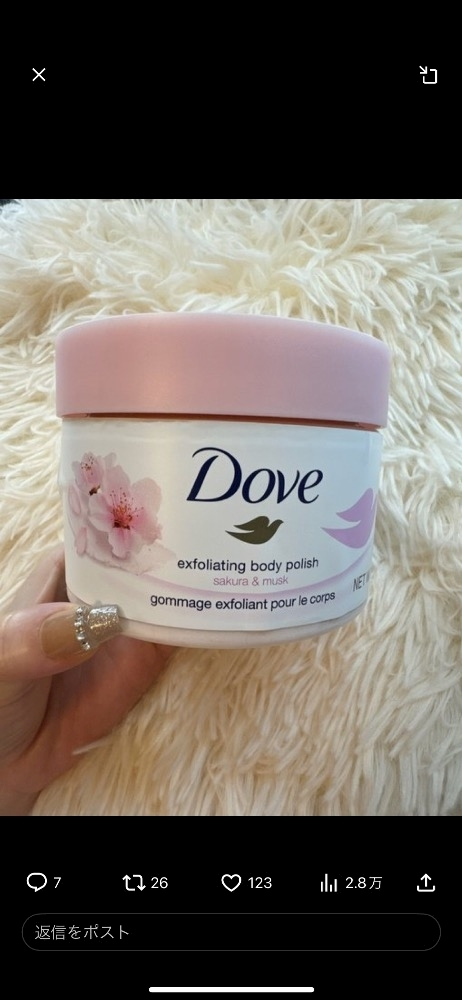 Dove
exfoliating body polish
sakura & musk
gommage exfoliant pour le corps
NET
7
26
123
2.8万
返信をポスト